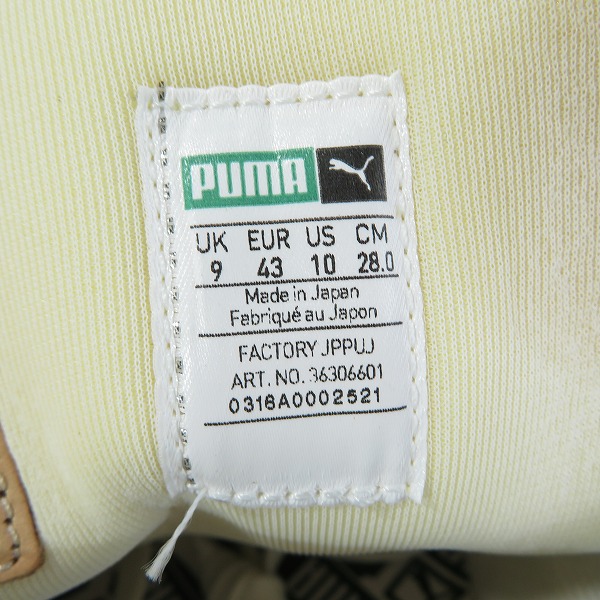 PUMA
UK EUR US CM
9 43 10 28.0
Made in Japan
Fabriqué au Japon
FACTORY JPPUJ
ART. NO. 36306601
0316A0002521